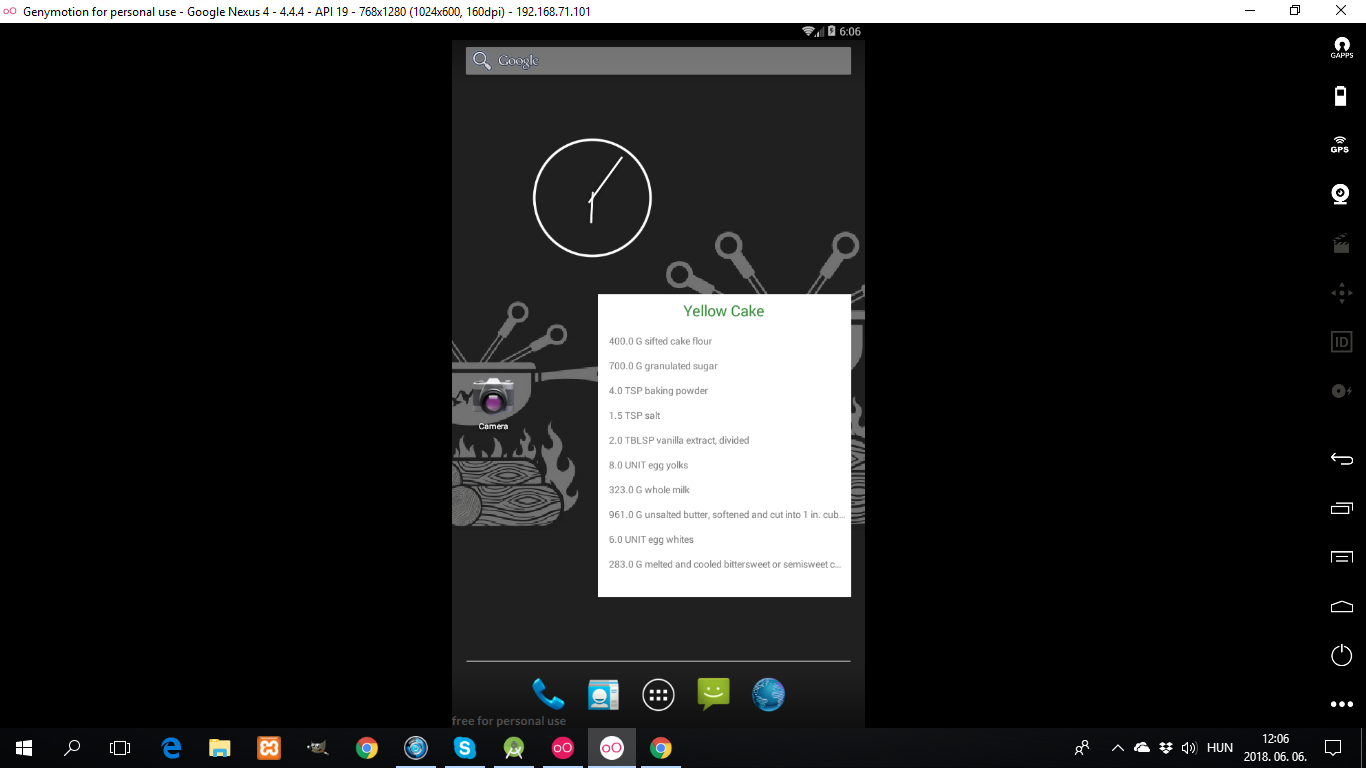 Genymotion for personal use - Google Nexus 4 - 4.4.4 - API 19 - 768x1280 (1024x600, 160dpi) - 192.168.71.101
6:06
Google
GAPPS
GPS
ID
Yellow Cake
400.0 G sifted cake flour
700.0 G granulated sugar
4.0 TSP baking powder
1.5 TSP salt
2.0 TBLSP vanilla extract, divided
8.0 UNIT egg yolks
323.0 G whole milk
961.0 G unsalted butter, softened and cut into 1 in. cub...
6.0 UNIT egg whites
283.0 G melted and cooled bittersweet or semisweet c...
Camera
free for personal use
HUN
12:06
2018. 06. 06.